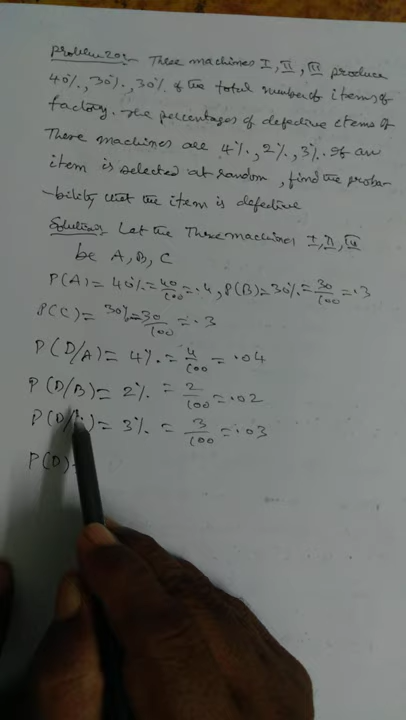 Problem 20:- Three machines I, II, III produce
40%, 30%, 30% of the total number of items of
factory. The percentages of defective items of
These machines are 4%, 2%, 3%. If an
item is selected at random, find the proba-
-bility that the item is defective
Solution: Let the Three machines I, II, III
be A, B, C
P(A) = 40% = 40/100 = .4, P(B) = 30% = 30/100 = .3
P(C) = 30% = 30/100 = .3
P(D/A) = 4% = 4/100 = .04
P(D/B) = 2% = 2/100 = .02
P(D/ ) = 3% = 3/100 = .03
P(D) =